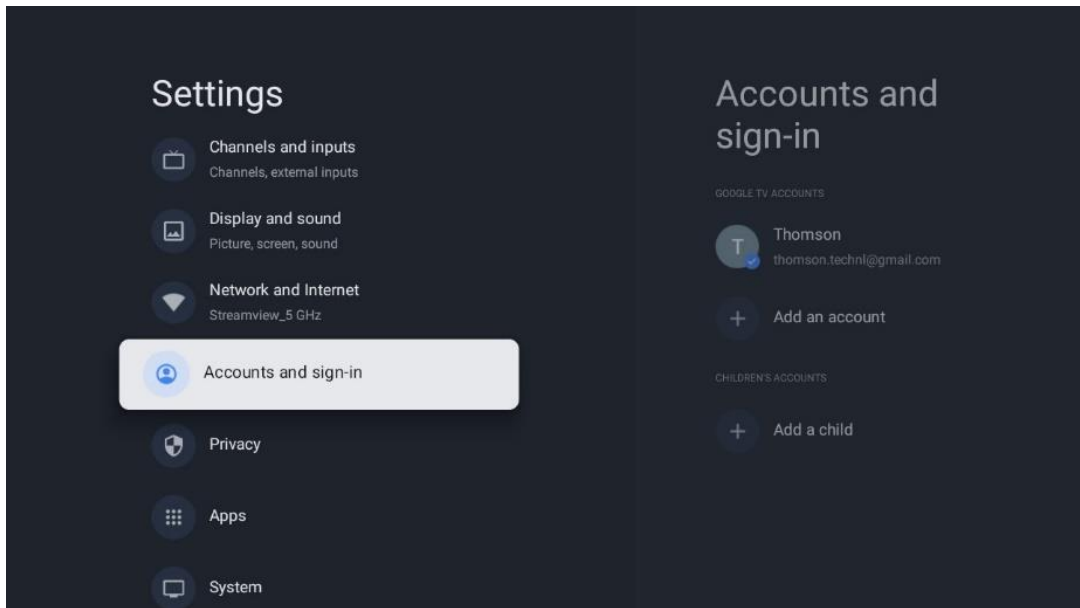 Settings
Channels and inputs
Channels, external inputs
Display and sound
Picture, screen, sound
Network and Internet
Streamview_5 GHz
Accounts and sign-in
Privacy
Apps
System
Accounts and
sign-in
GOOGLE TV ACCOUNTS
T
Thomson
thomson.technl@gmail.com
Add an account
CHILDREN'S ACCOUNTS
Add a child